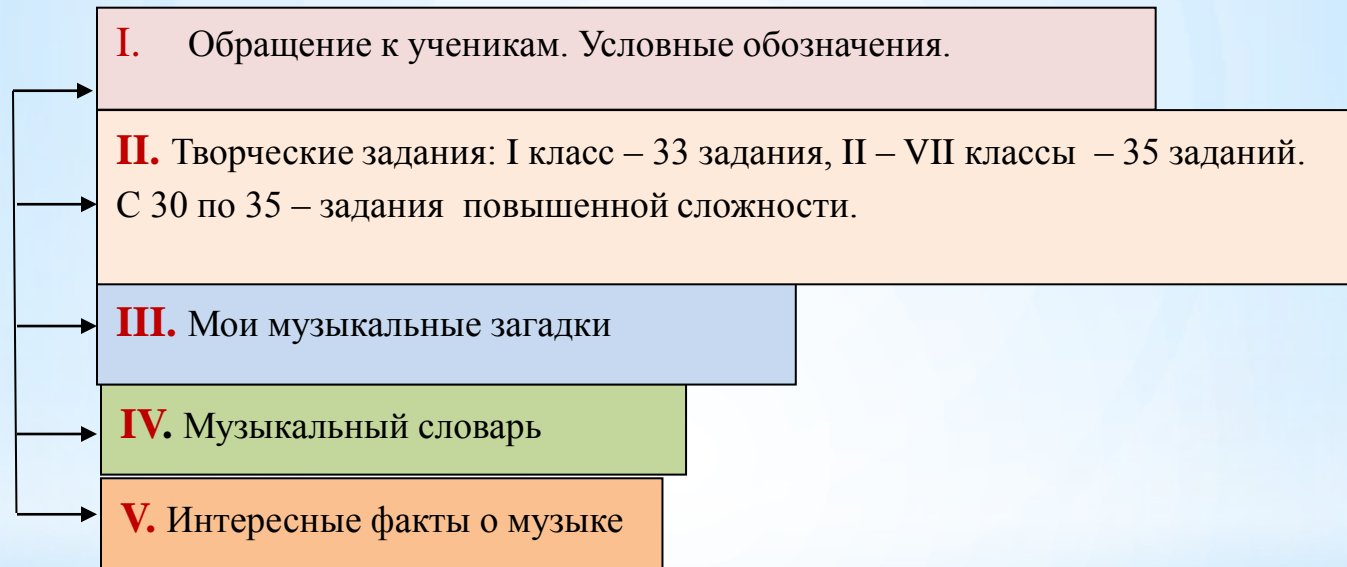 I. Обращение к ученикам. Условные обозначения.
II. Творческие задания: I класс – 33 задания, II – VII классы – 35 заданий.
С 30 по 35 – задания повышенной сложности.
III. Мои музыкальные загадки
IV. Музыкальный словарь
V. Интересные факты о музыке